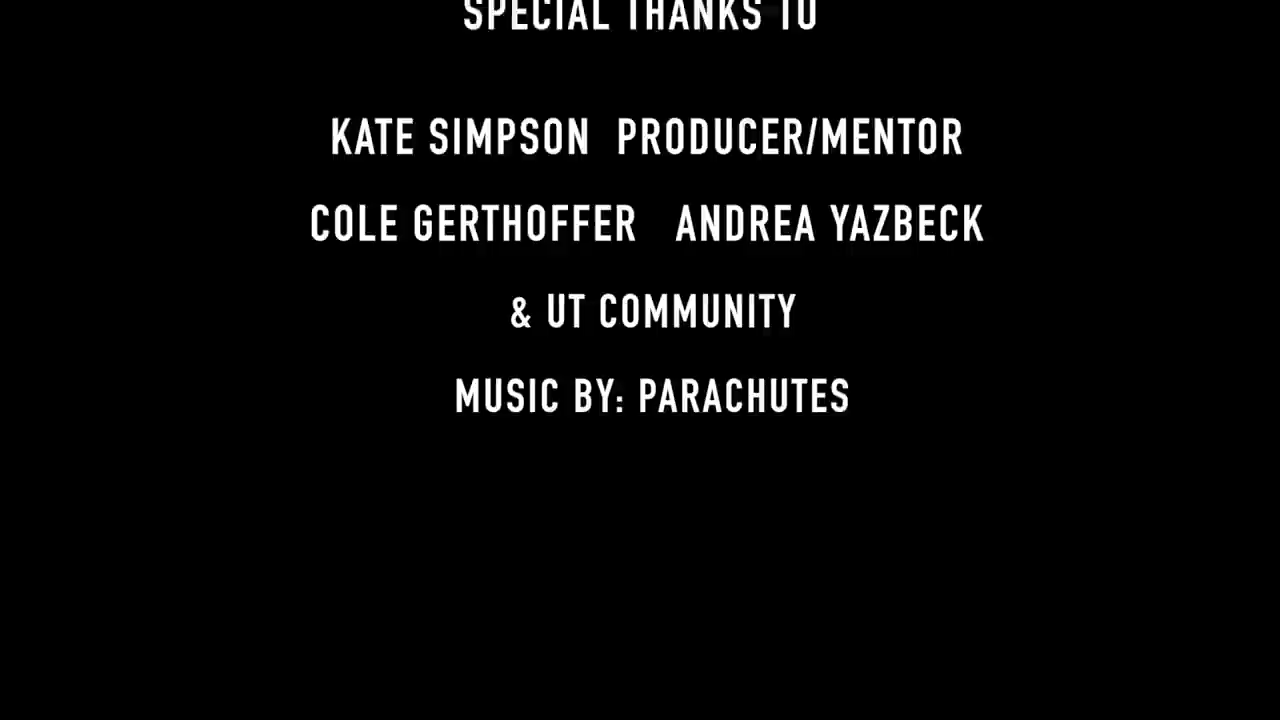 SPECIAL THANKS TO
KATE SIMPSON PRODUCER/MENTOR
COLE GERTHOFFER ANDREA YAZBECK
& UT COMMUNITY
MUSIC BY: PARACHUTES